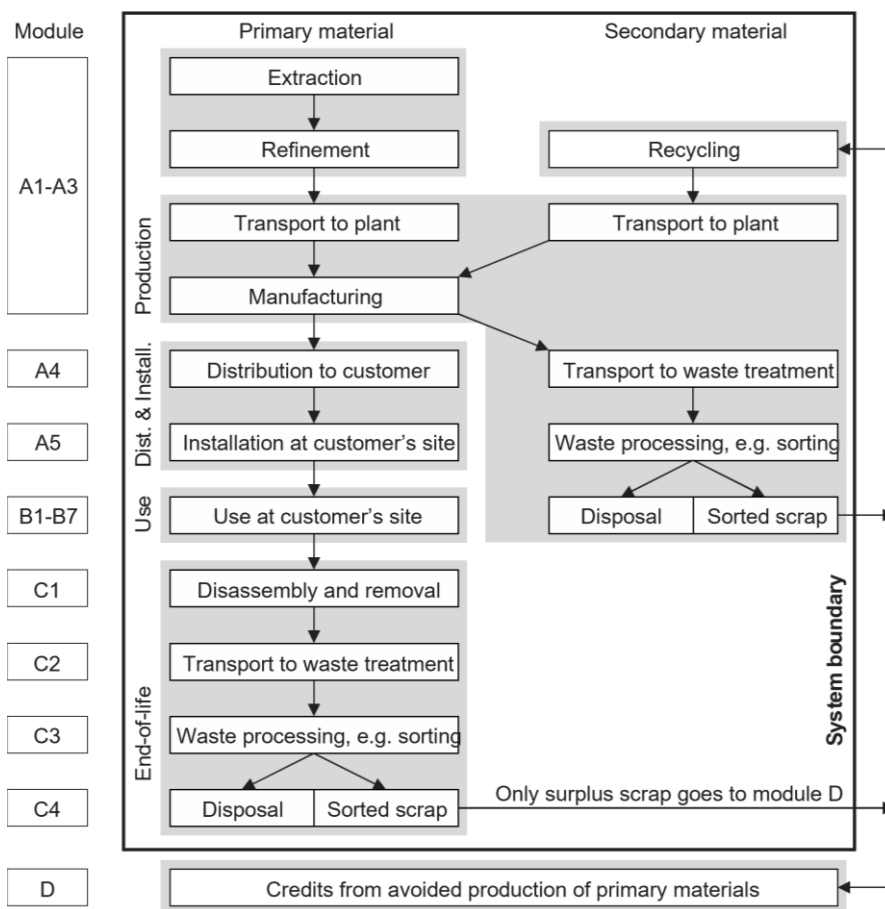 Module
Primary material
Secondary material
A1-A3
Production
Extraction
Refinement
Recycling
Transport to plant
Transport to plant
Manufacturing
A4
Dist. & Install.
Distribution to customer
Transport to waste treatment
A5
Installation at customer's site
Waste processing, e.g. sorting
B1-B7
Use
Use at customer's site
Disposal
Sorted scrap
C1
End-of-life
Disassembly and removal
C2
Transport to waste treatment
C3
Waste processing, e.g. sorting
C4
Disposal
Sorted scrap
Only surplus scrap goes to module D
System boundary
D
Credits from avoided production of primary materials